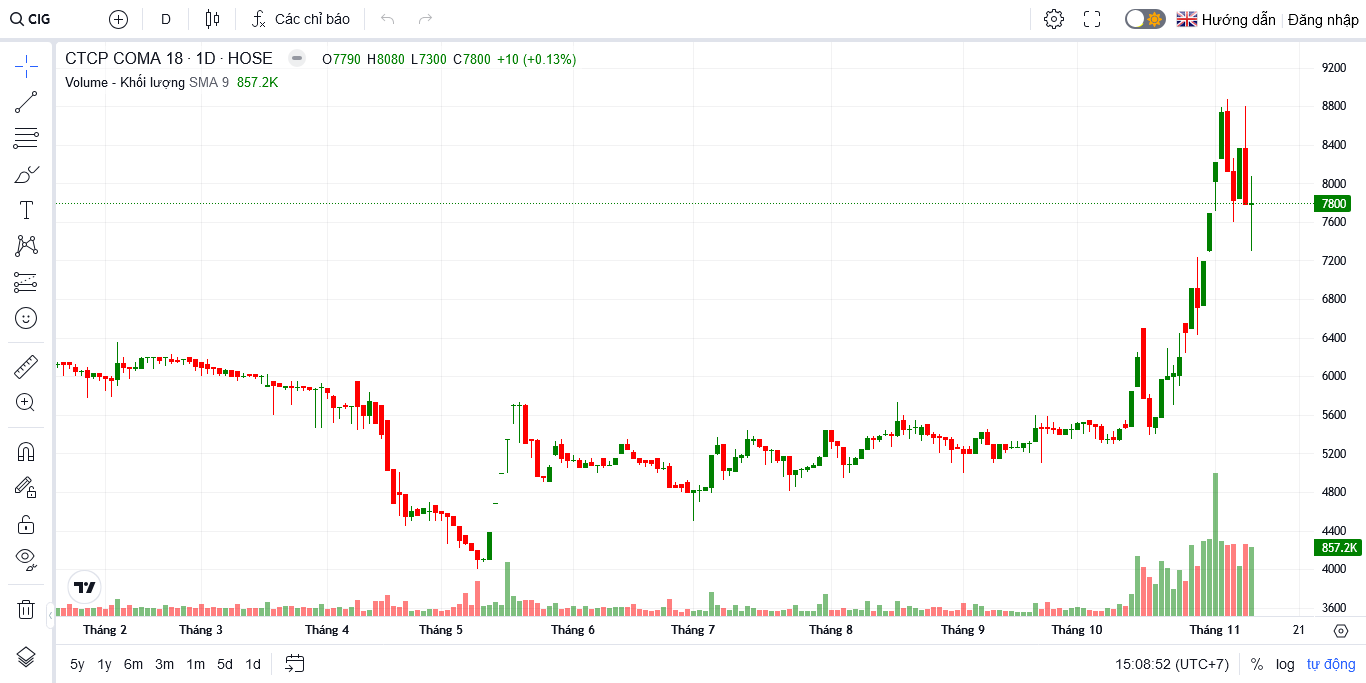 CIG D Các chỉ báo Hướng dẫn Đăng nhập
CTCP COMA 18 · 1D · HOSE O7790 H8080 L7300 C7800 +10 (+0.13%)
Volume - Khối lượng SMA 9 857.2K
9200
8800
8400
8000
7800
7600
7200
6800
6400
6000
5600
5200
4800
4400
857.2K
4000
3600
Tháng 2 Tháng 3 Tháng 4 Tháng 5 Tháng 6 Tháng 7 Tháng 8 Tháng 9 Tháng 10 Tháng 11 21
5y 1y 6m 3m 1m 5d 1d 15:08:52 (UTC+7) % log tự động